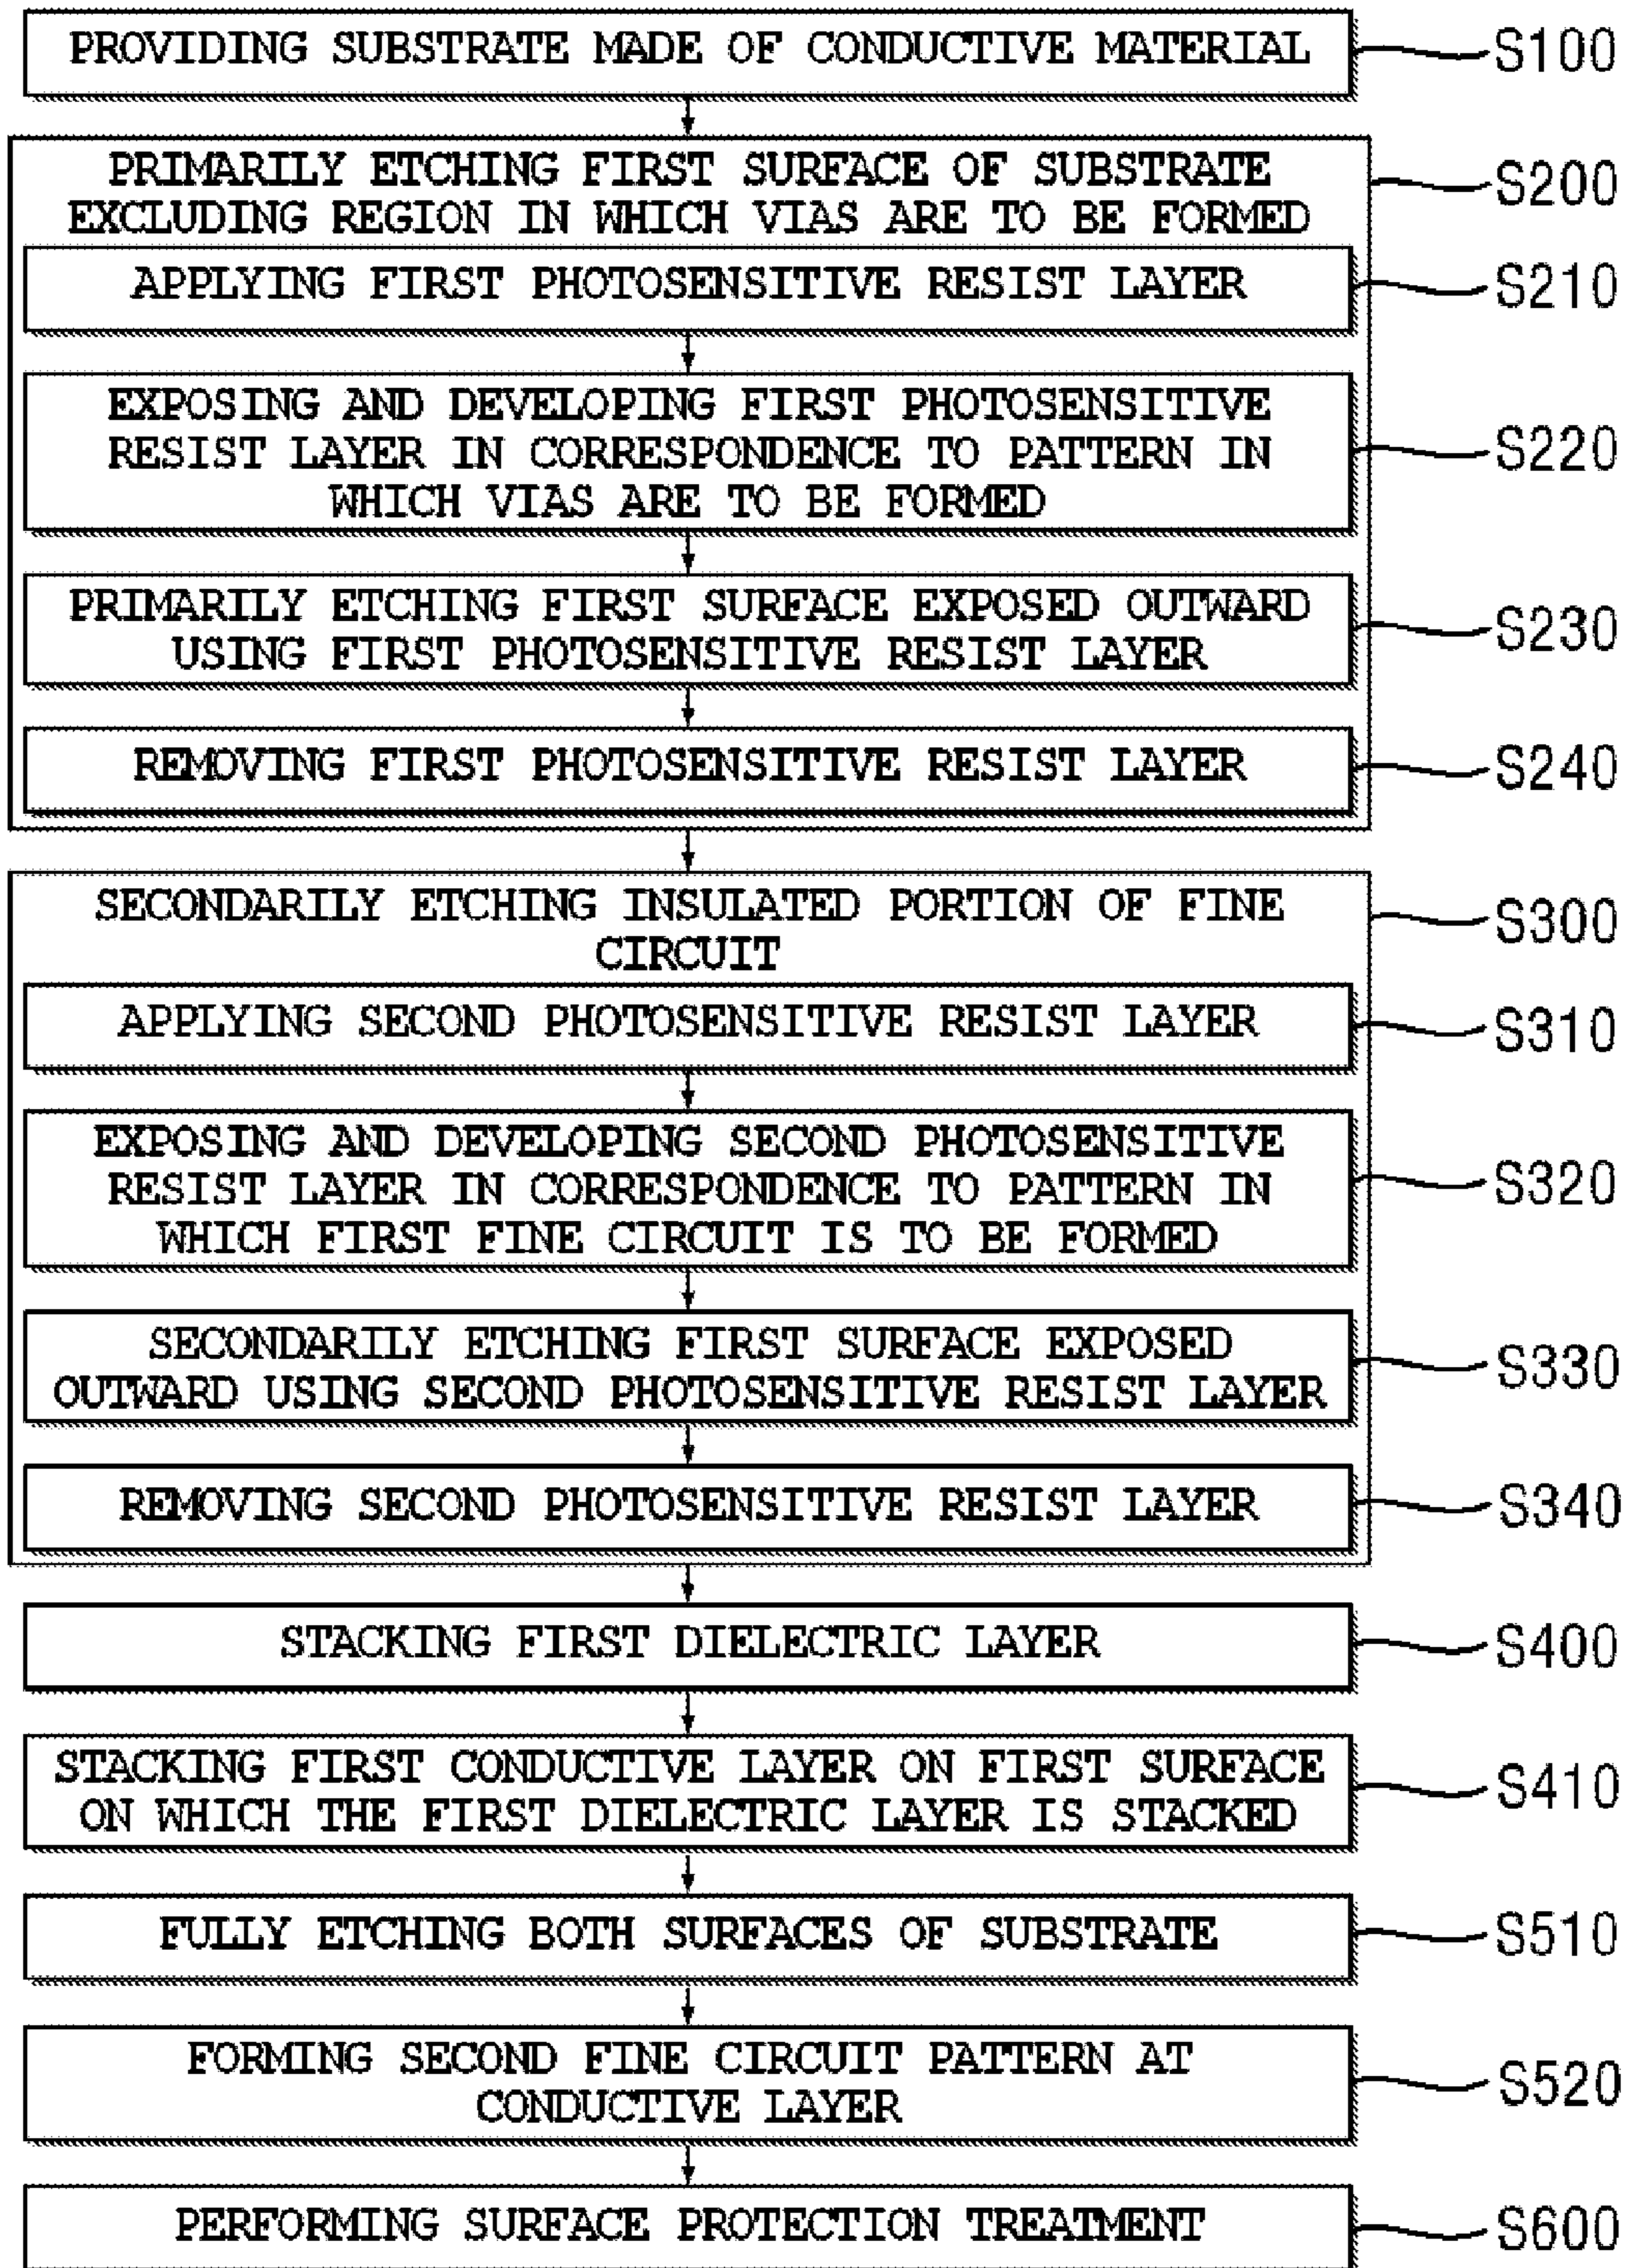 PROVIDING SUBSTRATE MADE OF CONDUCTIVE MATERIAL
S100
PRIMARILY ETCHING FIRST SURFACE OF SUBSTRATE
EXCLUDING REGION IN WHICH VIAS ARE TO BE FORMED
S200
APPLYING FIRST PHOTOSENSITIVE RESIST LAYER
S210
EXPOSING AND DEVELOPING FIRST PHOTOSENSITIVE
RESIST LAYER IN CORRESPONDENCE TO PATTERN IN
WHICH VIAS ARE TO BE FORMED
S220
PRIMARILY ETCHING FIRST SURFACE EXPOSED OUTWARD
USING FIRST PHOTOSENSITIVE RESIST LAYER
S230
REMOVING FIRST PHOTOSENSITIVE RESIST LAYER
S240
SECONDARILY ETCHING INSULATED PORTION OF FINE
CIRCUIT
S300
APPLYING SECOND PHOTOSENSITIVE RESIST LAYER
S310
EXPOSING AND DEVELOPING SECOND PHOTOSENSITIVE
RESIST LAYER IN CORRESPONDENCE TO PATTERN IN
WHICH FIRST FINE CIRCUIT IS TO BE FORMED
S320
SECONDARILY ETCHING FIRST SURFACE EXPOSED
OUTWARD USING SECOND PHOTOSENSITIVE RESIST LAYER
S330
REMOVING SECOND PHOTOSENSITIVE RESIST LAYER
S340
STACKING FIRST DIELECTRIC LAYER
S400
STACKING FIRST CONDUCTIVE LAYER ON FIRST SURFACE
ON WHICH THE FIRST DIELECTRIC LAYER IS STACKED
S410
FULLY ETCHING BOTH SURFACES OF SUBSTRATE
S510
FORMING SECOND FINE CIRCUIT PATTERN AT
CONDUCTIVE LAYER
S520
PERFORMING SURFACE PROTECTION TREATMENT
S600